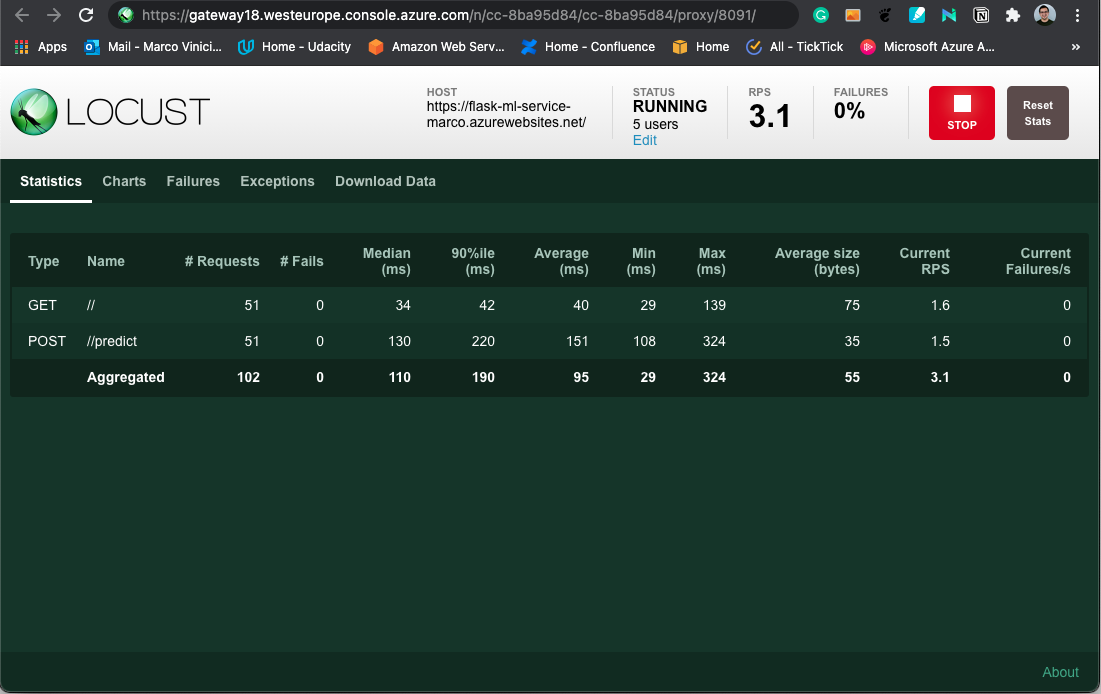 https://gateway18.westeurope.console.azure.com/n/cc-8ba95d84/cc-8ba95d84/proxy/8091/
Apps Mail - Marco Vinici... Home - Udacity Amazon Web Serv... Home - Confluence Home All - TickTick Microsoft Azure A... »
LOCUST
HOST
https://flask-ml-service-
marco.azurewebsites.net/
STATUS
RUNNING
5 users
Edit
RPS
3.1
FAILURES
0%
STOP
Reset
Stats
Statistics Charts Failures Exceptions Download Data
Type Name # Requests # Fails Median (ms) 90%ile (ms) Average (ms) Min (ms) Max (ms) Average size (bytes) Current RPS Current Failures/s
GET // 51 0 34 42 40 29 139 75 1.6 0
POST //predict 51 0 130 220 151 108 324 35 1.5 0
Aggregated 102 0 110 190 95 29 324 55 3.1 0
About